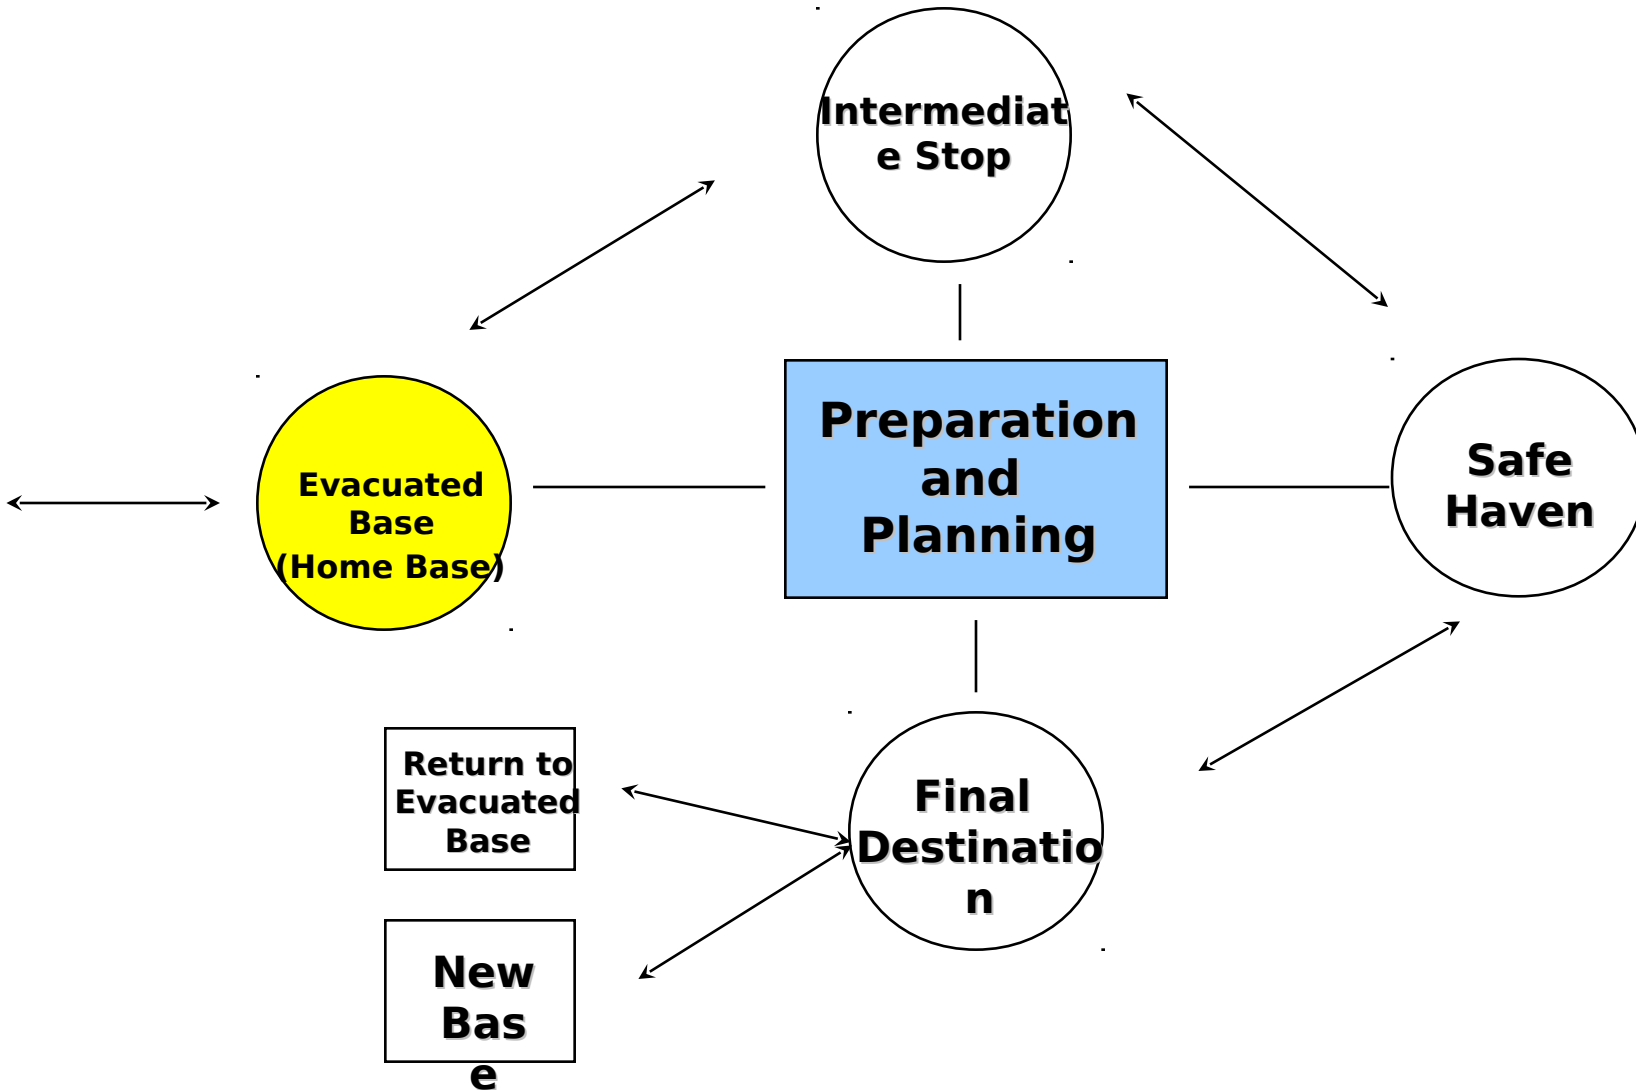 Intermediat
e Stop
Preparation
and
Planning
Evacuated
Base
(Home Base)
Safe
Haven
Return to
Evacuated
Base
Final
Destinatio
n
New
Bas
e